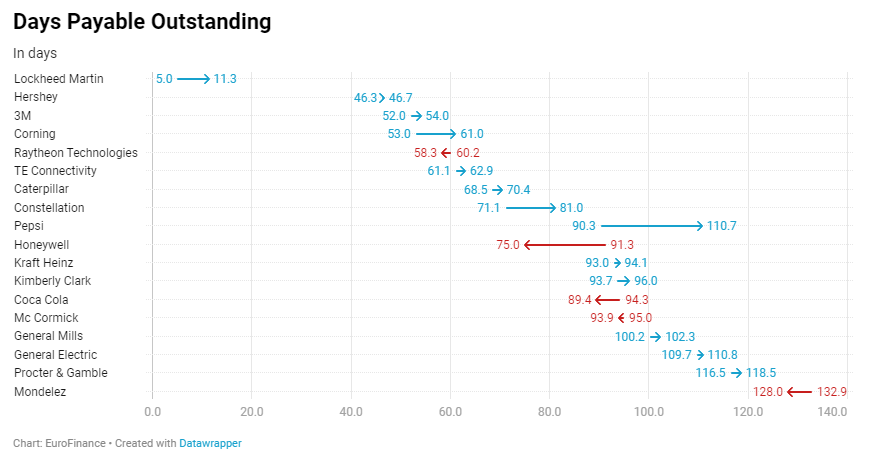 Days Payable Outstanding
In days
Lockheed Martin 5.0 11.3
Hershey 46.3 46.7
3M 52.0 54.0
Corning 53.0 61.0
Raytheon Technologies 58.3 60.2
TE Connectivity 61.1 62.9
Caterpillar 68.5 70.4
Constellation 71.1 81.0
Pepsi 90.3 110.7
Honeywell 75.0 91.3
Kraft Heinz 93.0 94.1
Kimberly Clark 93.7 96.0
Coca Cola 89.4 94.3
Mc Cormick 93.9 95.0
General Mills 100.2 102.3
General Electric 109.7 110.8
Procter & Gamble 116.5 118.5
Mondelez 128.0 132.9
0.0 20.0 40.0 60.0 80.0 100.0 120.0 140.0
Chart: EuroFinance • Created with Datawrapper